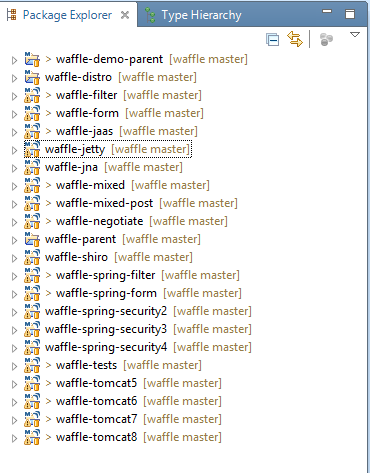 Package Explorer Type Hierarchy
> waffle-demo-parent [waffle master]
waffle-distro [waffle master]
> waffle-filter [waffle master]
> waffle-form [waffle master]
> waffle-jaas [waffle master]
waffle-jetty [waffle master]
waffle-jna [waffle master]
> waffle-mixed [waffle master]
> waffle-mixed-post [waffle master]
> waffle-negotiate [waffle master]
waffle-parent [waffle master]
waffle-shiro [waffle master]
> waffle-spring-filter [waffle master]
> waffle-spring-form [waffle master]
waffle-spring-security2 [waffle master]
waffle-spring-security3 [waffle master]
waffle-spring-security4 [waffle master]
> waffle-tests [waffle master]
> waffle-tomcat5 [waffle master]
> waffle-tomcat6 [waffle master]
> waffle-tomcat7 [waffle master]
> waffle-tomcat8 [waffle master]